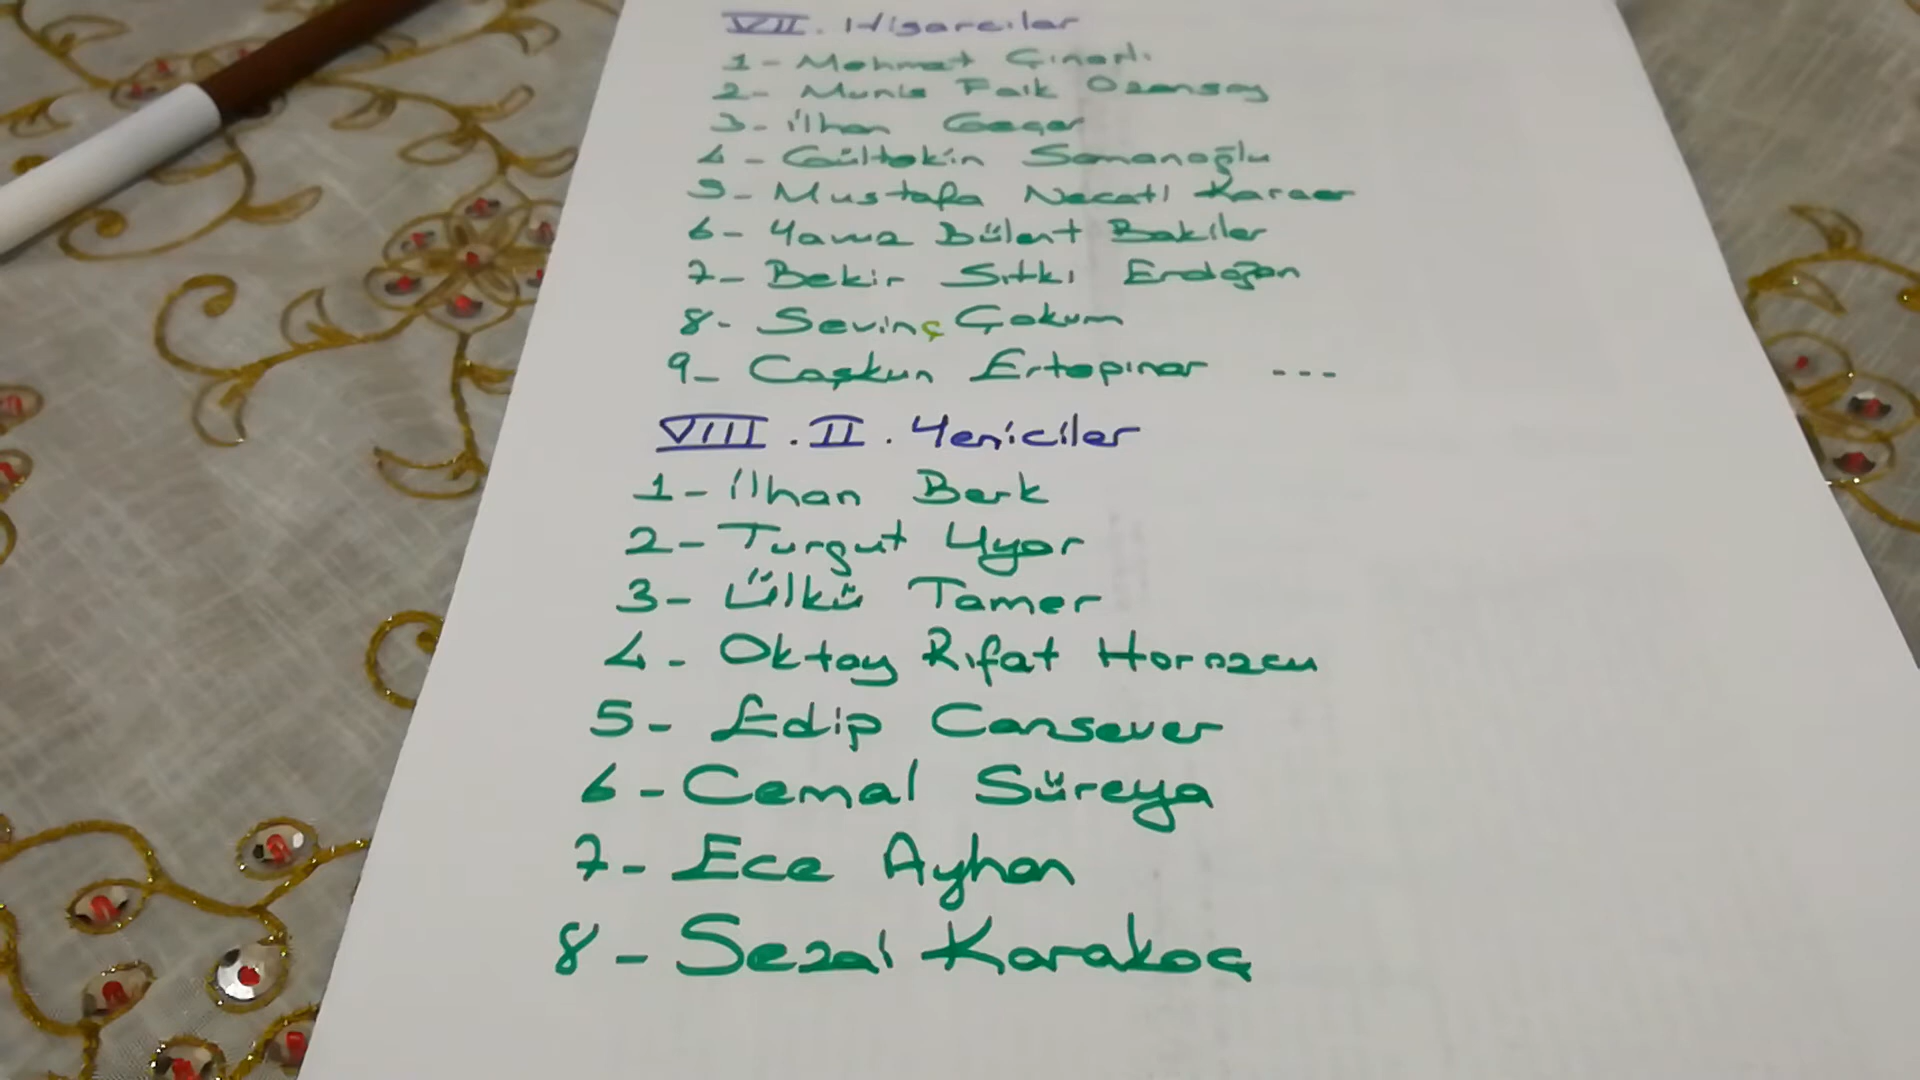 VII. Hisarcılar
1- Mehmet Çınarlı
2- Munis Faik Ozansoy
3- İlhan Geçer
4- Gültekin Samanoğlu
5- Mustafa Necati Karaer
6- Yavuz Bülent Bakiler
7- Bekir Sıtkı Erdoğan
8- Sevinç Çokum
9- Coşkun Ertepınar ...
VIII. II. Yeniciler
1- İlhan Berk
2- Turgut Uyar
3- Ülkü Tamer
4- Oktay Rıfat Horozcu
5- Edip Cansever
6- Cemal Süreya
7- Ece Ayhan
8- Sezai Karakoç